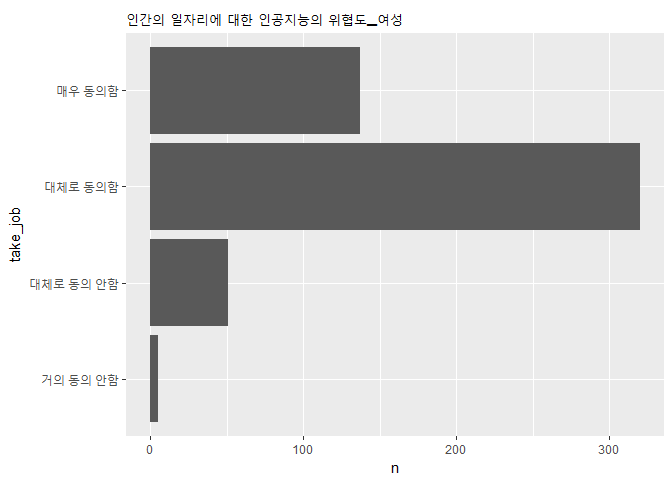 인간의 일자리에 대한 인공지능의 위협도_여성
매우 동의함
대체로 동의함
대체로 동의 안함
거의 동의 안함
take_job
0 100 200 300
n